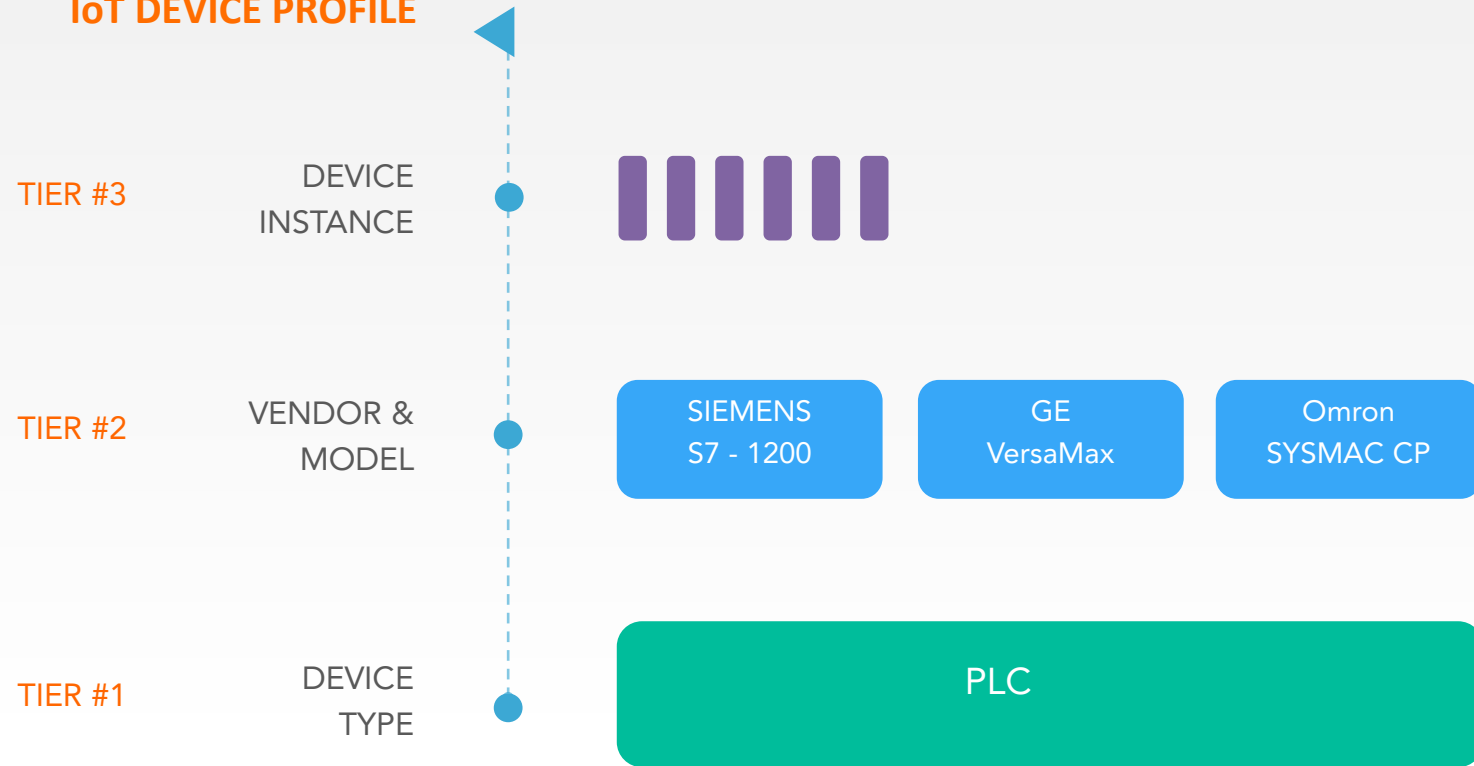 IoT DEVICE PROFILE
TIER #3
DEVICE
INSTANCE
TIER #2
VENDOR &
MODEL
SIEMENS
S7 - 1200
GE
VersaMax
Omron
SYSMAC CP
TIER #1
DEVICE
TYPE
PLC